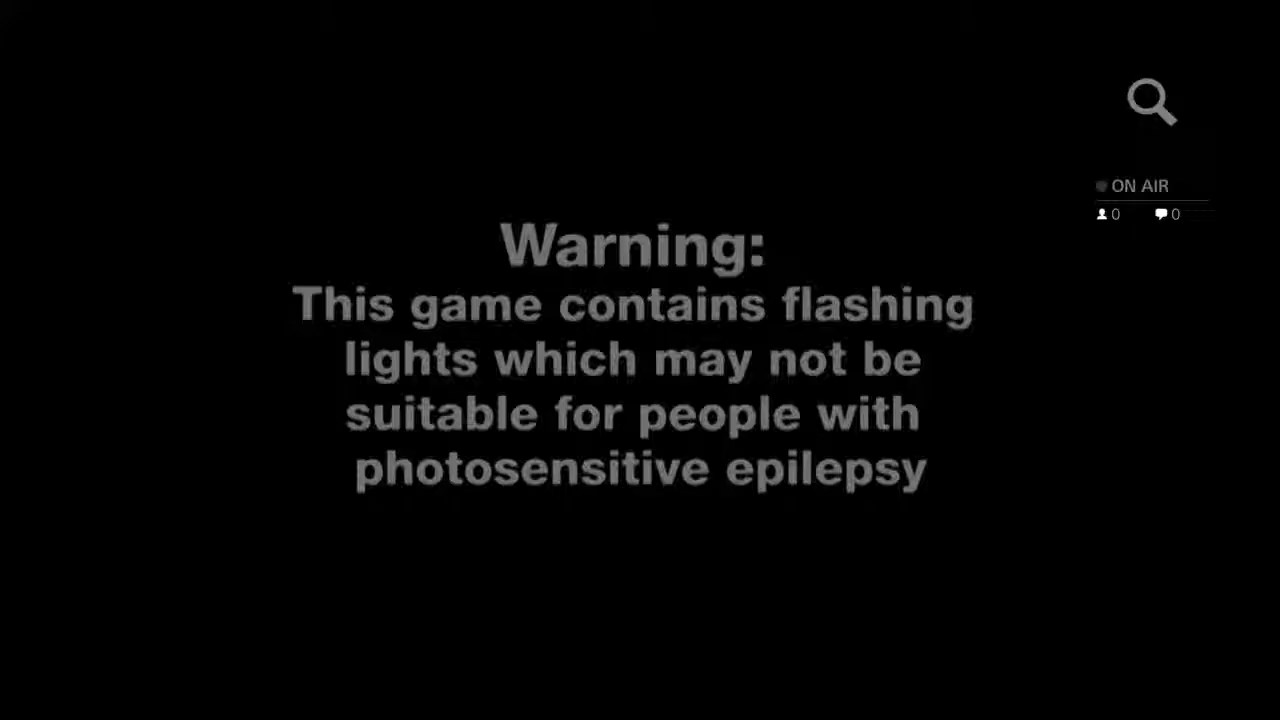 ON AIR
0 0
Warning:
This game contains flashing
lights which may not be
suitable for people with
photosensitive epilepsy